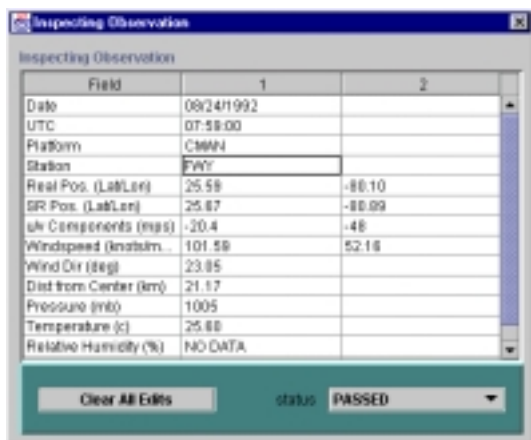 Inspecting Observation
Inspecting Observation
Field 1 2
Date 08/24/1992
UTC 07:59:00
Platform CMAN
Station FWY
Real Pos. (Lat/Lon) 25.59 -80.10
SR Pos. (Lat/Lon) 25.67 -80.89
u/v Components (mps) -20.4 -48
Windspeed (knots/m... 101.59 52.16
Wind Dir (deg) 23.05
Dist from Center (km) 21.17
Pressure (mb) 1005
Temperature (c) 25.60
Relative Humidity (%) NO DATA
Clear All Edits status PASSED